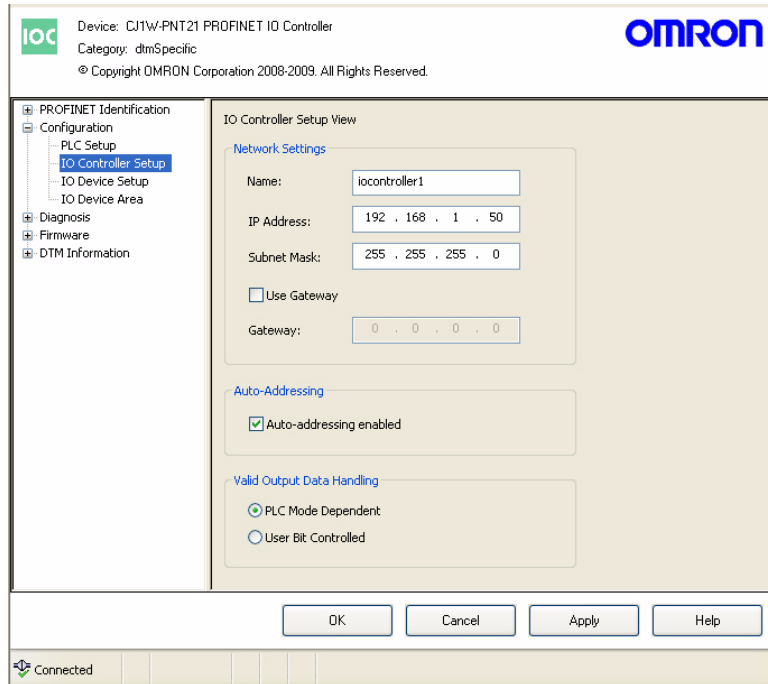 IOC
Device: CJ1W-PNT21 PROFINET IO Controller
Category: dtmSpecific
© Copyright OMRON Corporation 2008-2009. All Rights Reserved.
OMRON
PROFINET Identification
Configuration
PLC Setup
IO Controller Setup
IO Device Setup
IO Device Area
Diagnosis
Firmware
DTM Information
IO Controller Setup View
Network Settings
Name: iocontroller1
IP Address: 192 . 168 . 1 . 50
Subnet Mask: 255 . 255 . 255 . 0
Use Gateway
Gateway: 0 . 0 . 0 . 0
Auto-Addressing
Auto-addressing enabled
Valid Output Data Handling
PLC Mode Dependent
User Bit Controlled
OK Cancel Apply Help
Connected